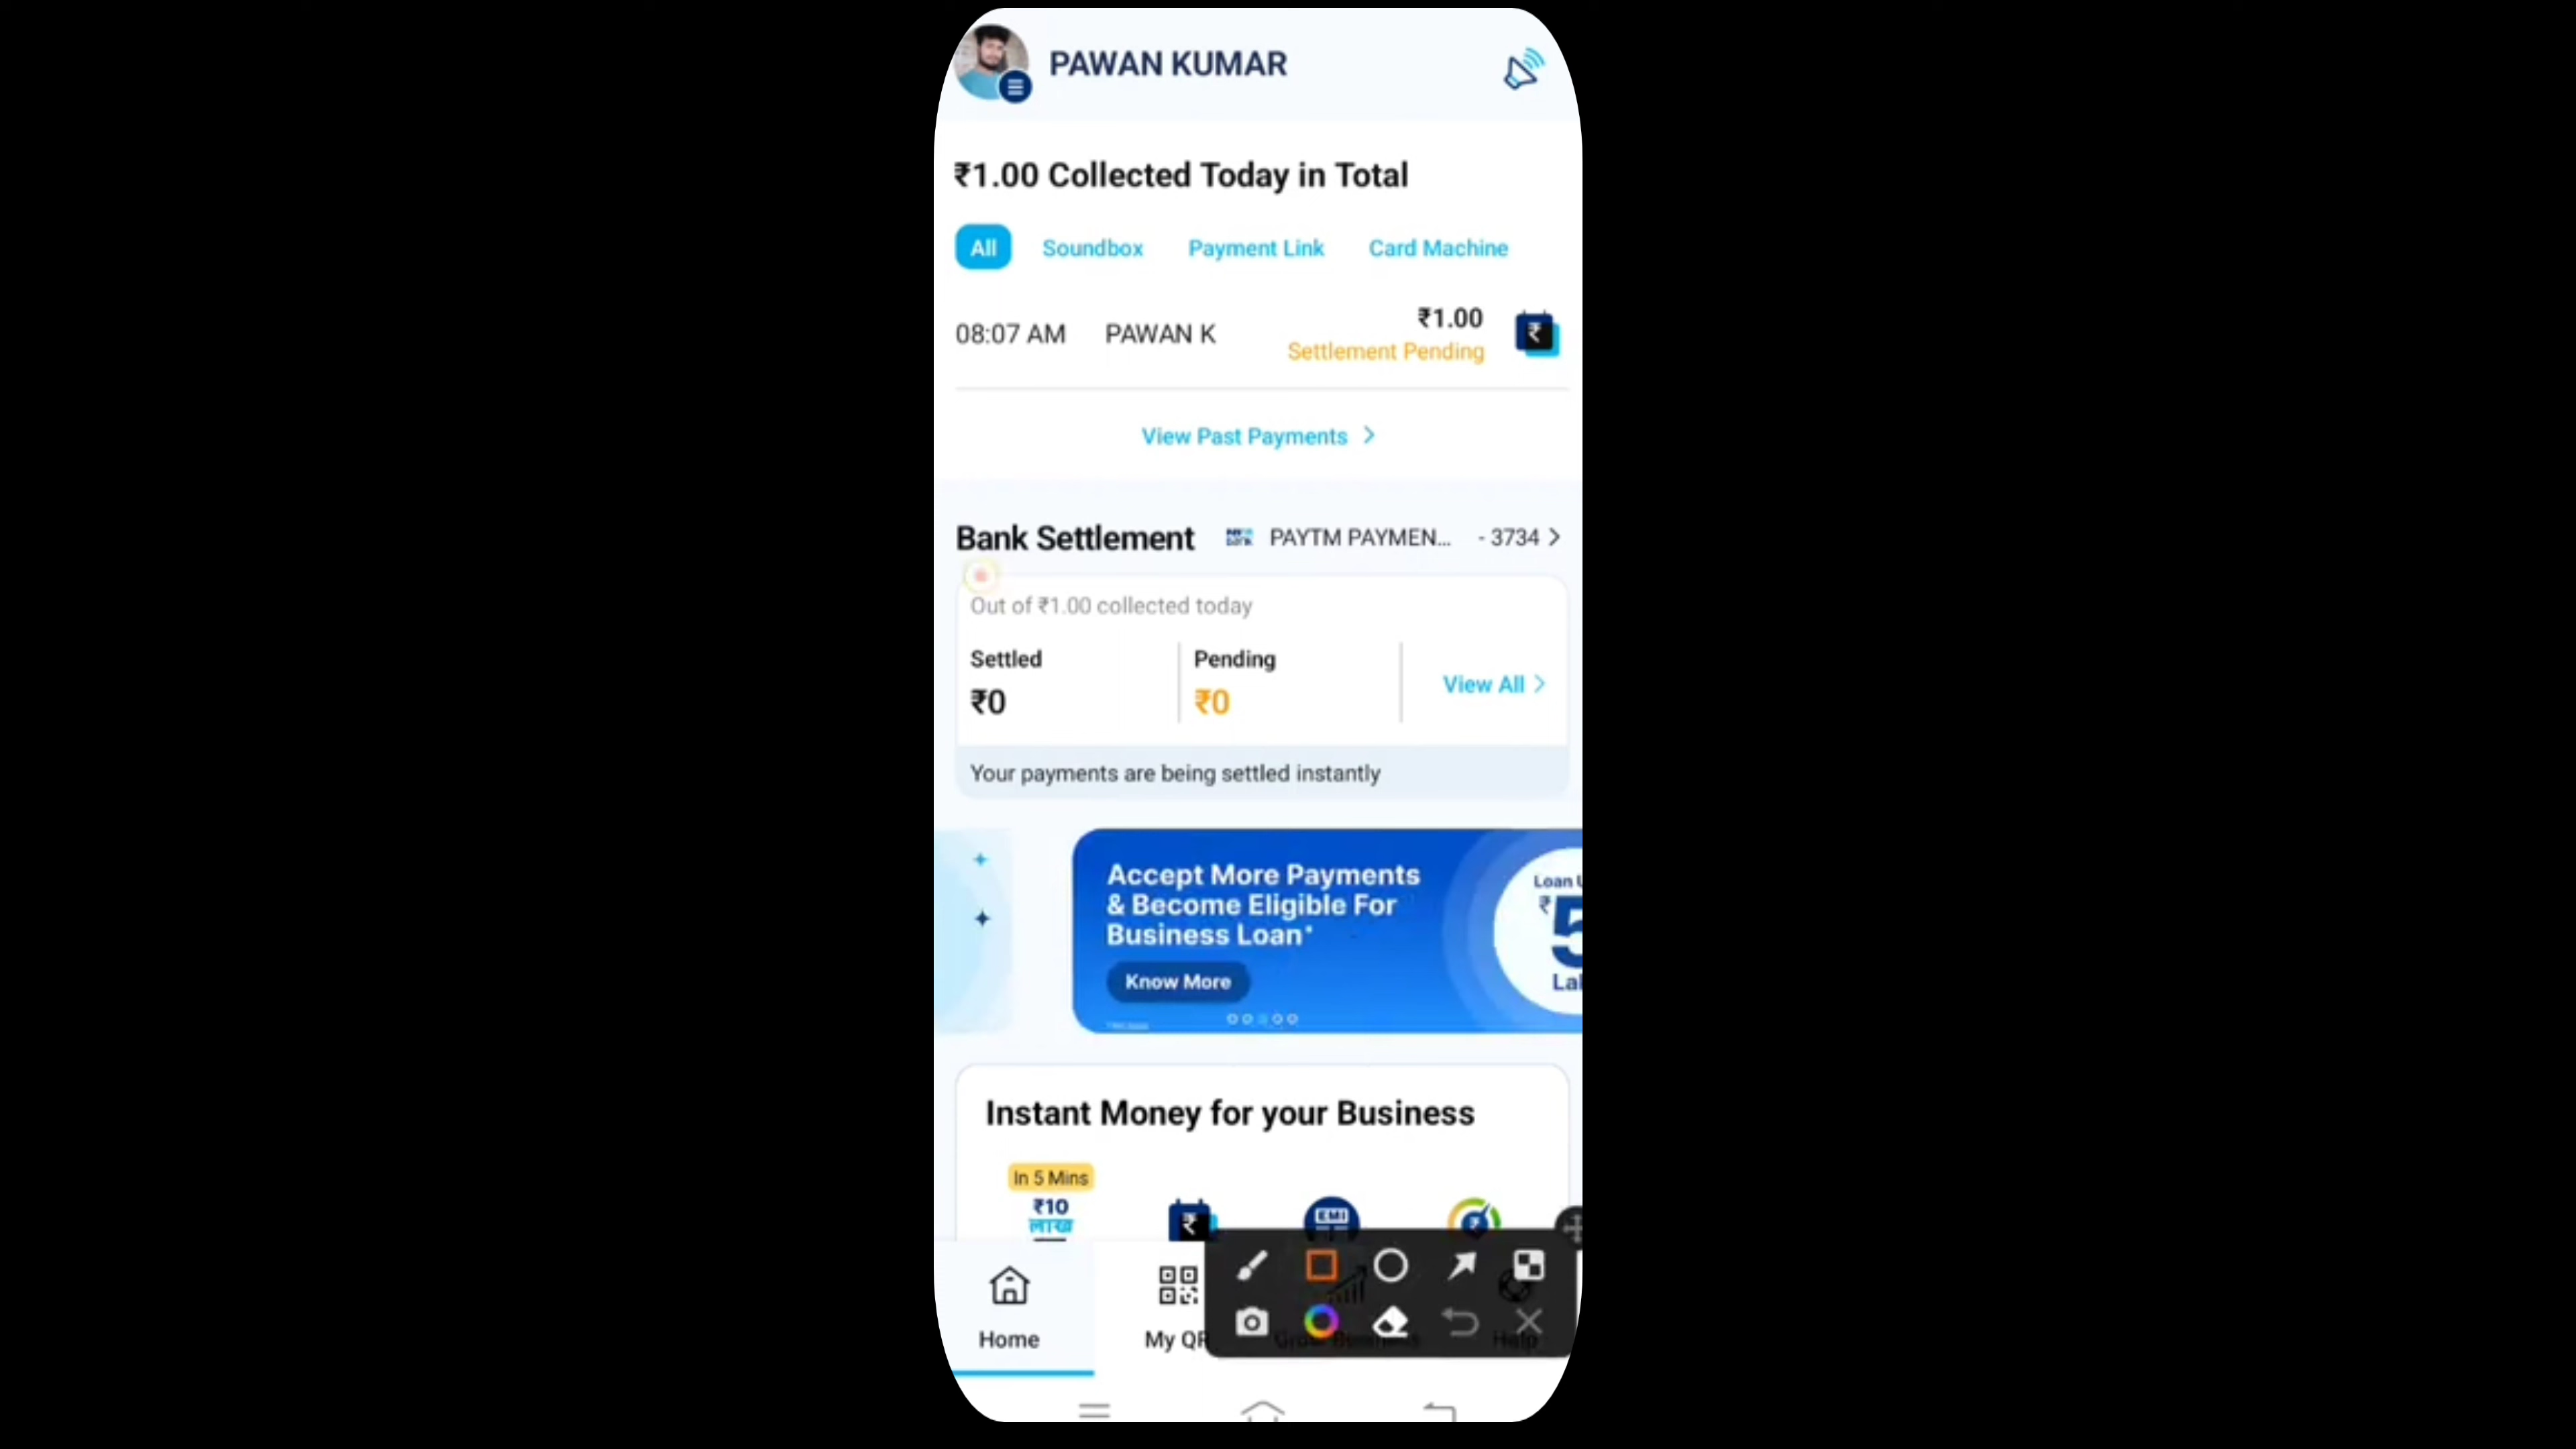 PAWAN KUMAR
₹1.00 Collected Today in Total
All Soundbox Payment Link Card Machine
08:07 AM PAWAN K ₹1.00
Settlement Pending
View Past Payments
Bank Settlement PAYTM PAYMEN... - 3734
Out of ₹1.00 collected today
Settled Pending
View All
₹0 ₹0
Your payments are being settled instantly
Accept More Payments
& Become Eligible For
Business Loan*
Know More
Loan
₹5
Instant Money for your Business
In 5 Mins
₹10
लाख
EMI
Home My QR Help